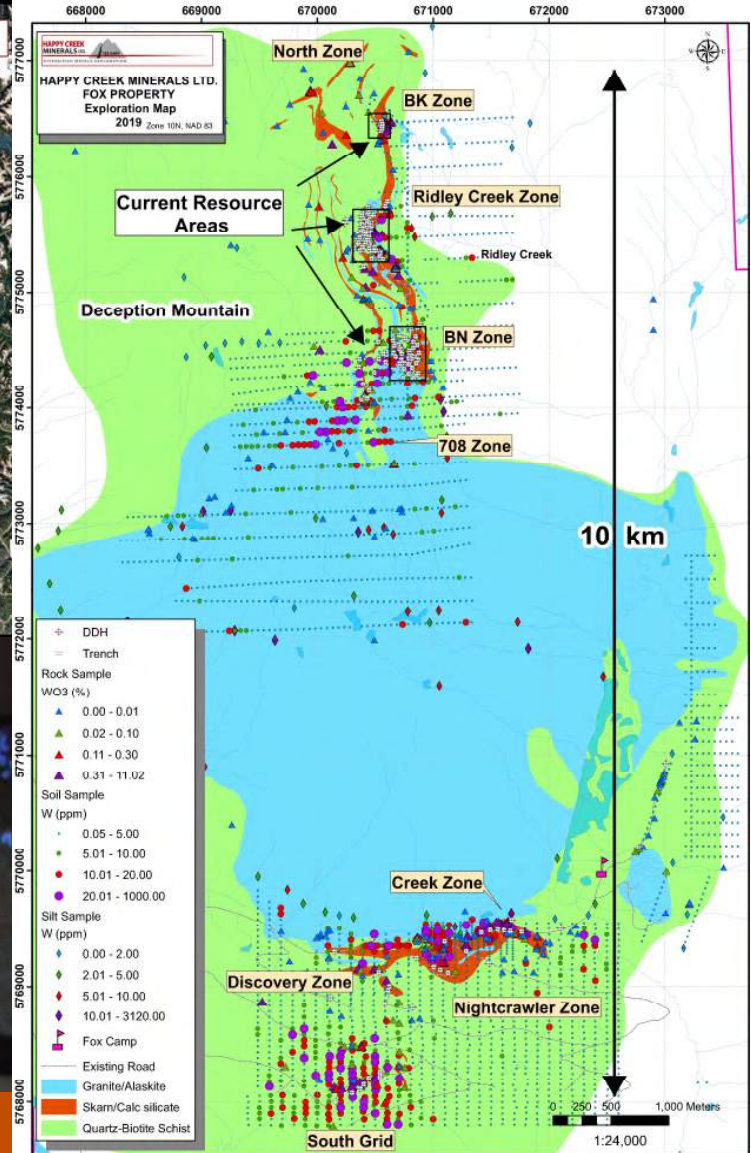 668000 669000 670000 671000 672000 673000
HAPPY CREEK
MINERALS LTD.
HAPPY CREEK MINERALS LTD.
FOX PROPERTY
Exploration Map
2019 Zone 10N, NAD 83
N
W E
S
5777000
5776000
5775000
5774000
5773000
5772000
5771000
5770000
5769000
5768000
North Zone
BK Zone
Current Resource
Areas
Ridley Creek Zone
Ridley Creek
Deception Mountain
BN Zone
708 Zone
10 km
Creek Zone
Discovery Zone
Nightcrawler Zone
South Grid
DDH
Trench
Rock Sample
WO3 (%)
0.00 - 0.01
0.02 - 0.10
0.11 - 0.30
0.31 - 11.02
Soil Sample
W (ppm)
0.05 - 5.00
5.01 - 10.00
10.01 - 20.00
20.01 - 1000.00
Silt Sample
W (ppm)
0.00 - 2.00
2.01 - 5.00
5.01 - 10.00
10.01 - 3120.00
Fox Camp
Existing Road
Granite/Alaskite
Skarn/Calc silicate
Quartz-Biotite Schist
0 250 500 1,000 Meters
1:24,000